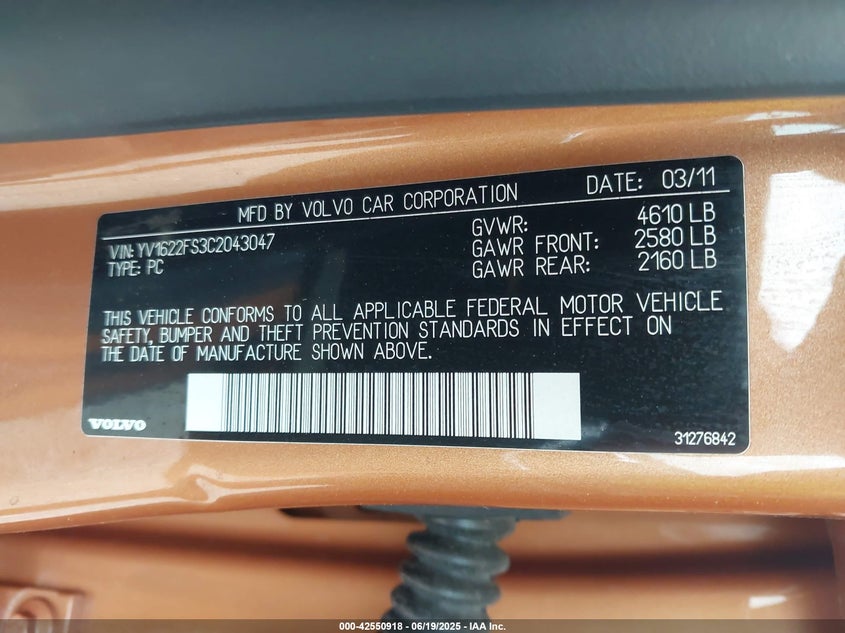 MFD BY VOLVO CAR CORPORATION DATE: 03/11
VIN: YV1622FS3C2043047
TYPE: PC
GVWR: 4610 LB
GAWR FRONT: 2580 LB
GAWR REAR: 2160 LB
THIS VEHICLE CONFORMS TO ALL APPLICABLE FEDERAL MOTOR VEHICLE
SAFETY, BUMPER AND THEFT PREVENTION STANDARDS IN EFFECT ON
THE DATE OF MANUFACTURE SHOWN ABOVE.
VOLVO
31276842
000-42550918 - 06/19/2025 - IAA Inc.